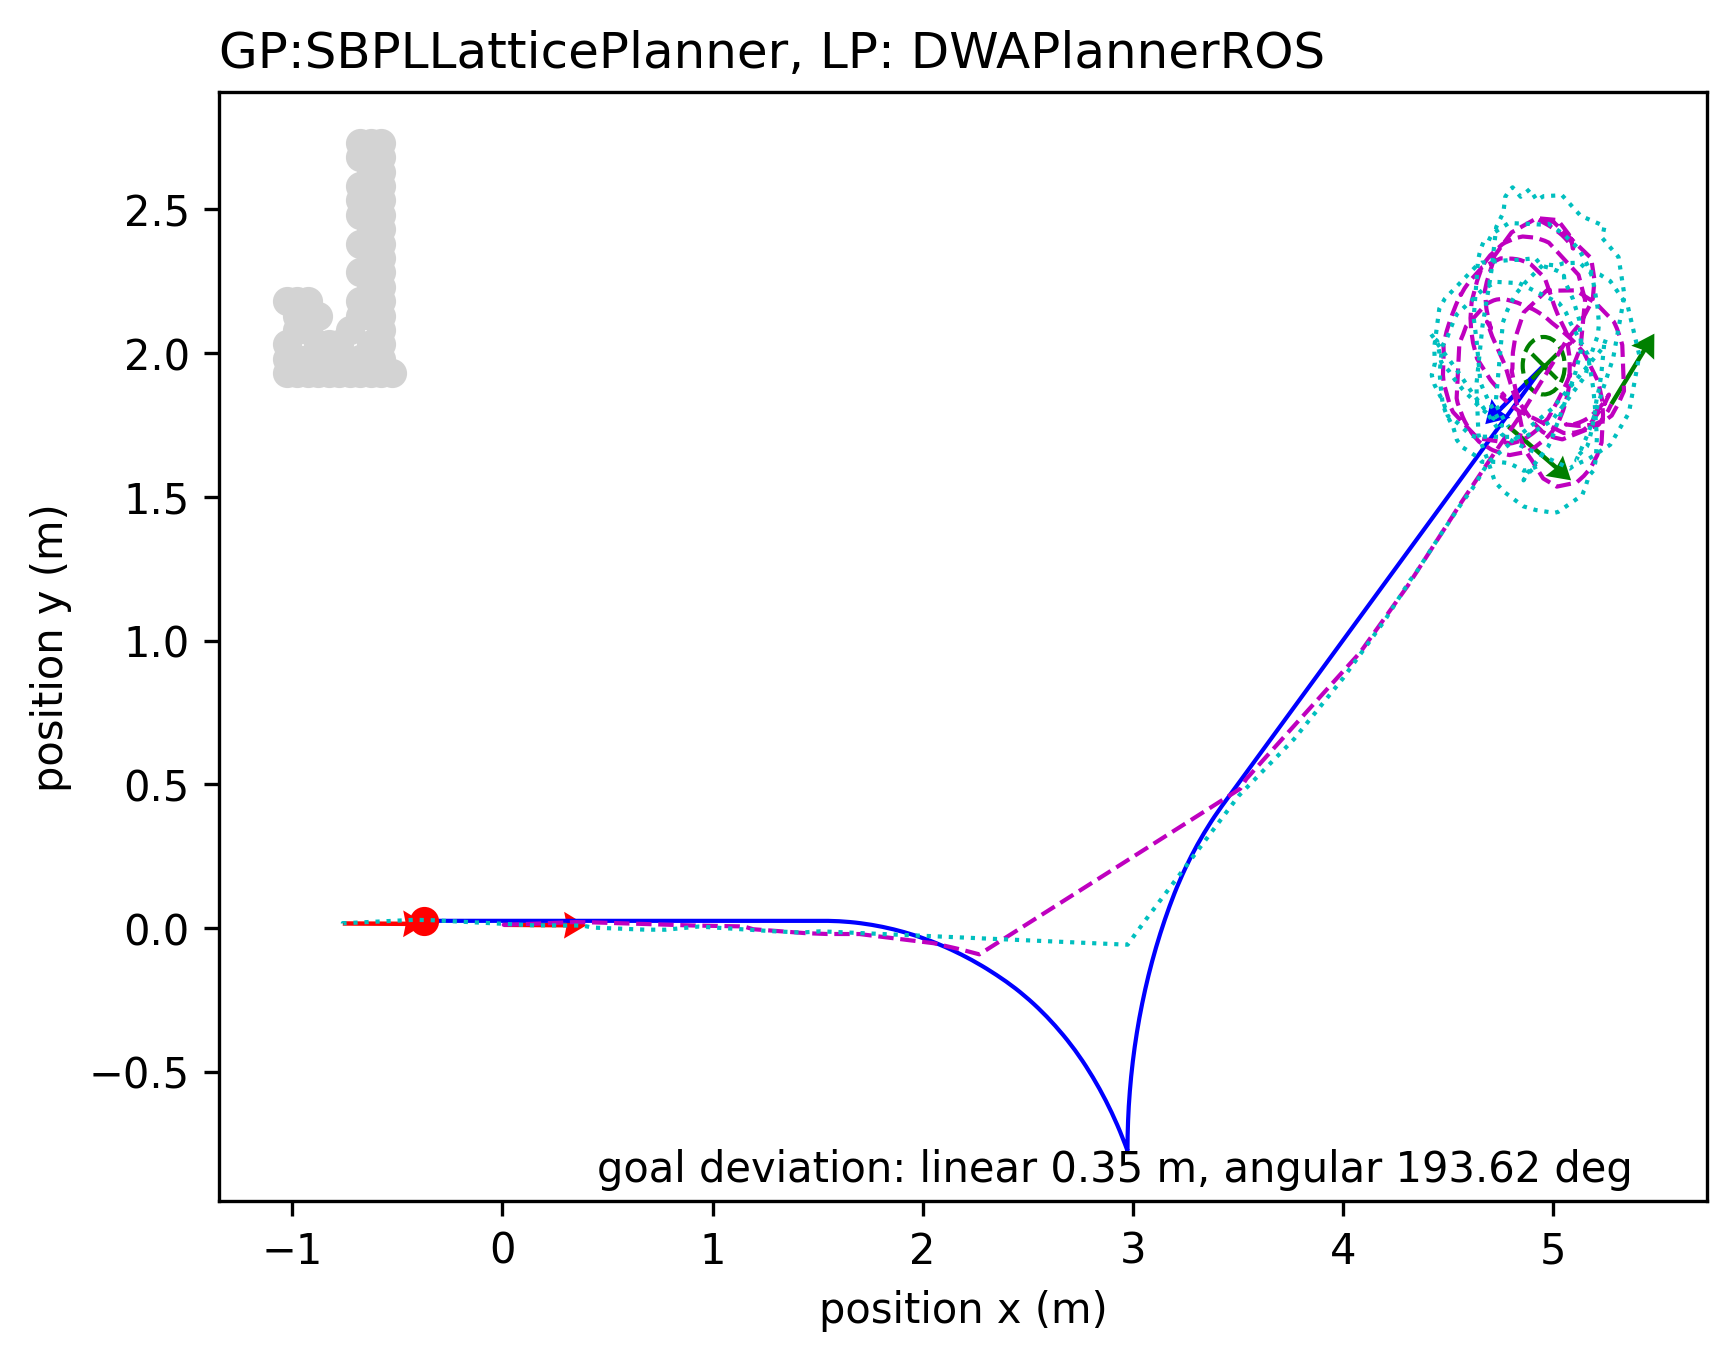 GP:SBPLLatticePlanner, LP: DWAPlannerROS
2.5
2.0
1.5
1.0
0.5
0.0
−0.5
position y (m)
goal deviation: linear 0.35 m, angular 193.62 deg
−1 0 1 2 3 4 5
position x (m)